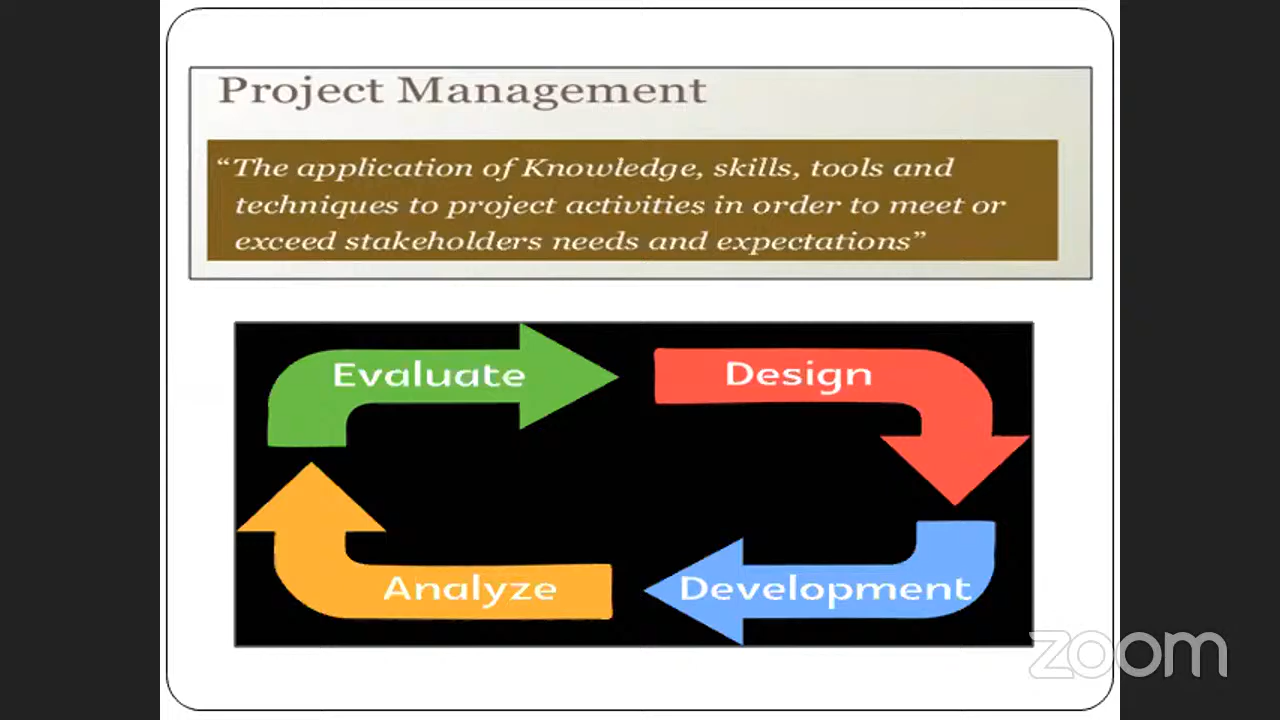 Project Management
“The application of Knowledge, skills, tools and
techniques to project activities in order to meet or
exceed stakeholders needs and expectations”
Evaluate
Design
Analyze
Development
zoom